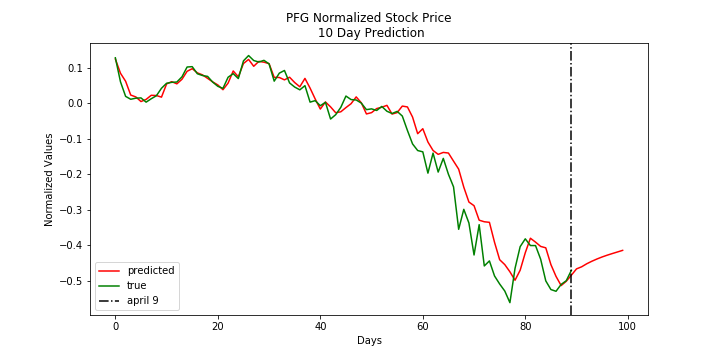 PFG Normalized Stock Price
10 Day Prediction
Normalized Values
0.1
0.0
−0.1
−0.2
−0.3
−0.4
−0.5
predicted
true
april 9
0 20 40 60 80 100
Days